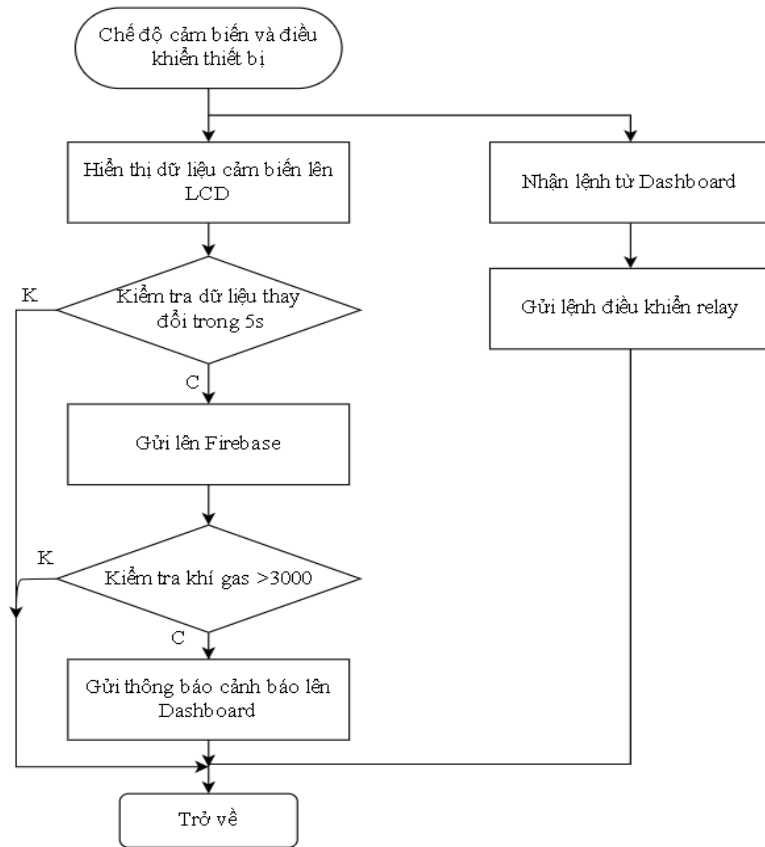 Chế độ cảm biến và điều
khiển thiết bị
Hiển thị dữ liệu cảm biến lên
LCD
Nhận lệnh từ Dashboard
K
Kiểm tra dữ liệu thay
đổi trong 5s
Gửi lệnh điều khiển relay
C
Gửi lên Firebase
K
Kiểm tra khí gas >3000
C
Gửi thông báo cảnh báo lên
Dashboard
Trở về